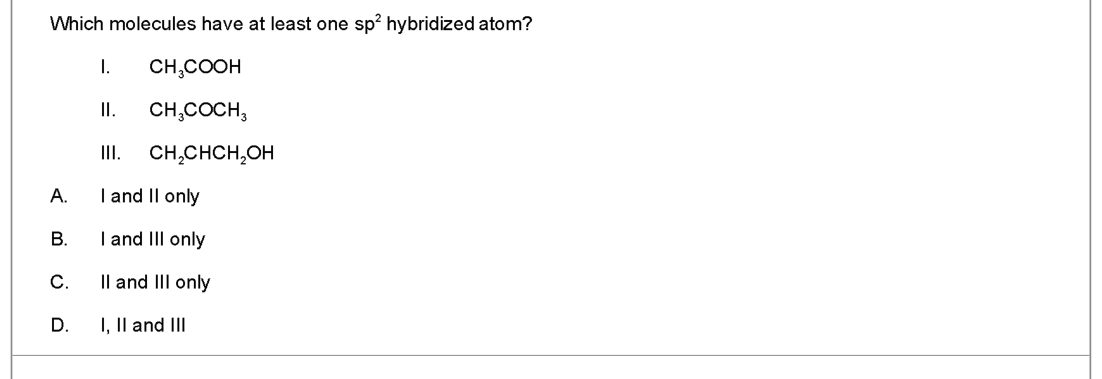 Which molecules have at least one sp² hybridized atom?
I. CH₃COOH
II. CH₃COCH₃
III. CH₂CHCH₂OH
A. I and II only
B. I and III only
C. II and III only
D. I, II and III